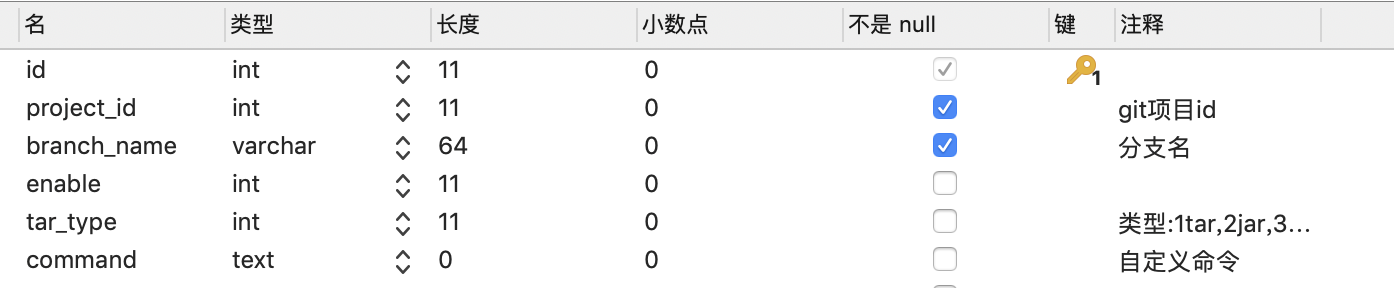 名 类型 长度 小数点 不是 null 键 注释
id int 11 0 1
project_id int 11 0 git项目id
branch_name varchar 64 0 分支名
enable int 11 0
tar_type int 11 0 类型:1tar,2jar,3...
command text 0 0 自定义命令